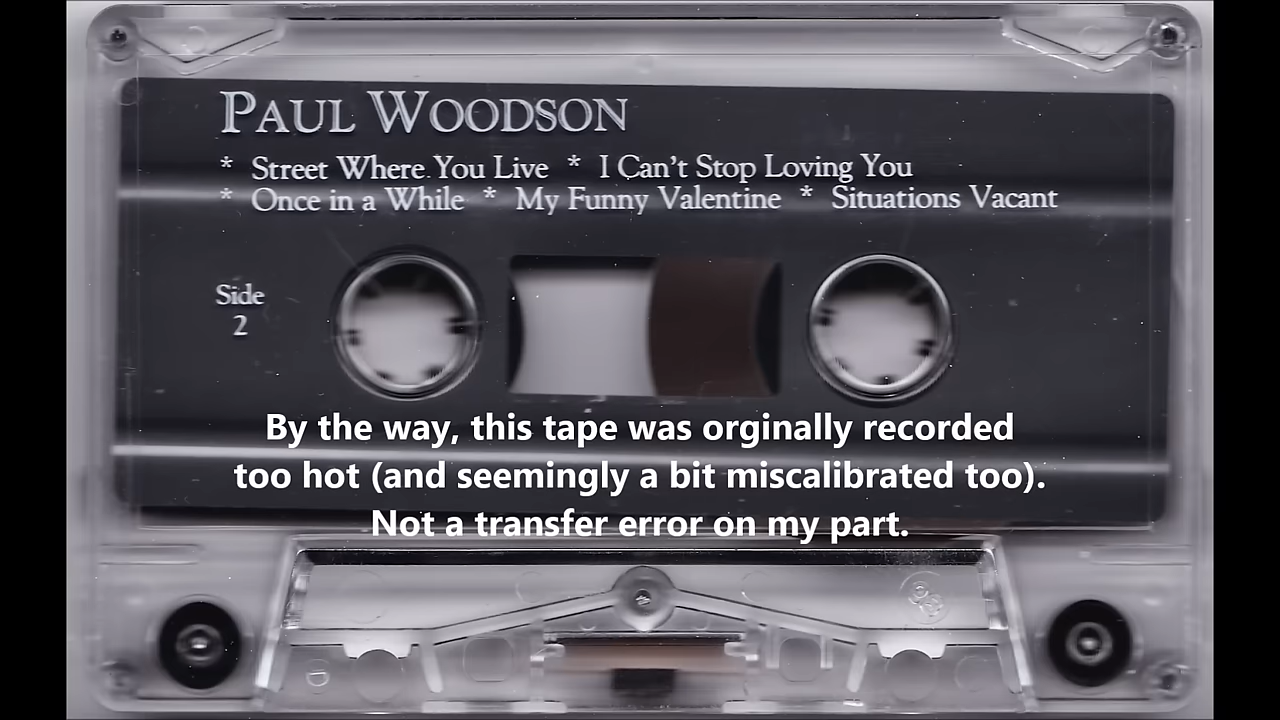 PAUL WOODSON
* Street Where You Live * I Can't Stop Loving You
* Once in a While * My Funny Valentine * Situations Vacant
Side
2
By the way, this tape was orginally recorded
too hot (and seemingly a bit miscalibrated too).
Not a transfer error on my part.